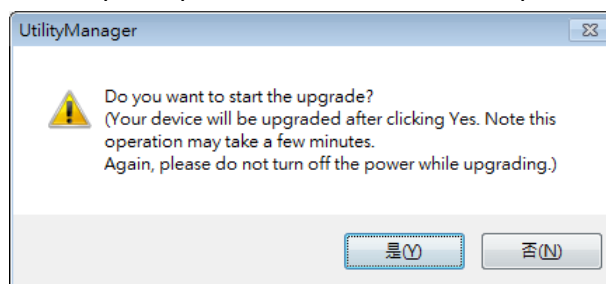 UtilityManager
Do you want to start the upgrade?
(Your device will be upgraded after clicking Yes. Note this
operation may take a few minutes.
Again, please do not turn off the power while upgrading.)
是(Y) 否(N)